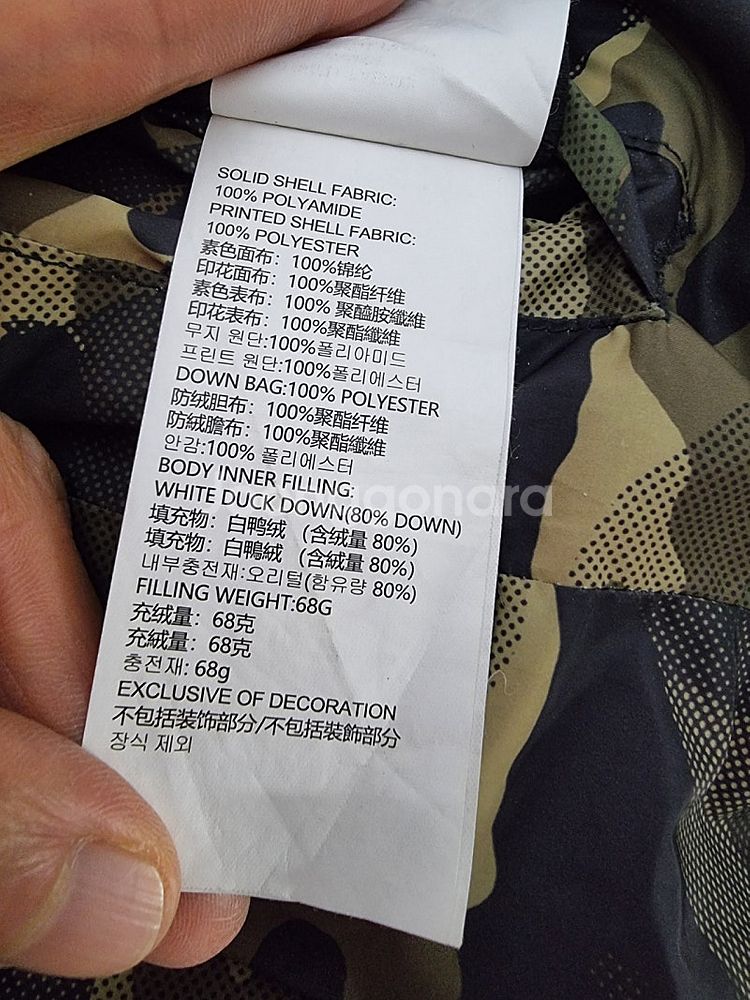 SOLID SHELL FABRIC:
100% POLYAMIDE
PRINTED SHELL FABRIC:
100% POLYESTER
素色面布：100%锦纶
印花面布：100%聚酯纤维
素色表布：100% 聚醯胺纖維
印花表布：100%聚酯纖維
무지 원단:100%폴리아미드
프린트 원단:100%폴리에스터
DOWN BAG:100% POLYESTER
防绒胆布：100%聚酯纤维
防絨膽布：100%聚酯纖維
안감:100% 폴리에스터
BODY INNER FILLING:
WHITE DUCK DOWN(80% DOWN)
填充物：白鸭绒 （含绒量 80%）
填充物：白鴨絨 （含絨量 80%）
내부충전재:오리털(함유량 80%)
FILLING WEIGHT:68G
充绒量：68克
充絨量：68克
충전재: 68g
EXCLUSIVE OF DECORATION
不包括装饰部分/不包括裝飾部分
장식 제외